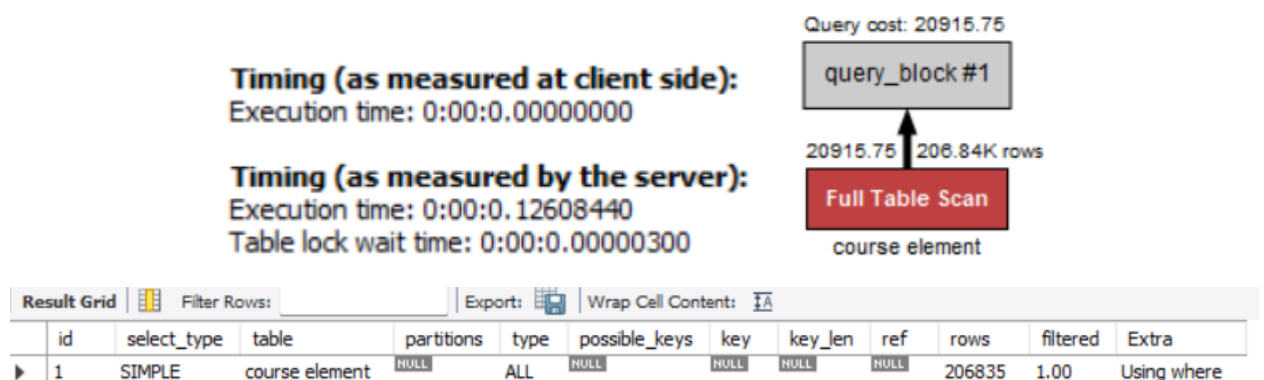 Query cost: 20915.75
query_block #1
Timing (as measured at client side):
Execution time: 0:00:0.00000000
20915.75 206.84K rows
Timing (as measured by the server):
Execution time: 0:00:0.12608440
Table lock wait time: 0:00:0.00000300
Full Table Scan
course element
Result Grid Filter Rows: Export: Wrap Cell Content: IA
id select_type table partitions type possible_keys key key_len ref rows filtered Extra
1 SIMPLE course element NULL ALL NULL NULL NULL NULL 206835 1.00 Using where